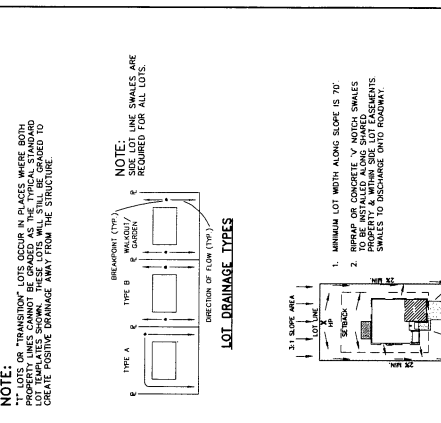 NOTE:
"T" LOTS OR "TRANSITION" LOTS OCCUR IN PLACES WHERE BOTH
PROPERTY LINES CANNOT BE GRADED AS THE TYPICAL STANDARD
LOT TEMPLATES SHOWN. THESE LOTS WILL STILL BE GRADED TO
CREATE POSITIVE DRAINAGE AWAY FROM THE STRUCTURE.
NOTE:
SIDE LOT LINE SWALES ARE
REQUIRED FOR ALL LOTS.
BREAKPOINT (TYP.)
TYPE A
TYPE B
WALKOUT/
GARDEN
DIRECTION OF FLOW (TYP.)
LOT DRAINAGE TYPES
1. MINIMUM LOT WIDTH ALONG SLOPE IS 70'.
2. RIPRAP OR CONCRETE 'V' NOTCH SWALES
TO BE INSTALLED ALONG SHARED
PROPERTY & WITHIN SIDE LOT EASEMENTS.
SWALES TO DISCHARGE ONTO ROADWAY.
3:1 SLOPE AREA
LOT LINE
HP
SETBACK
2% MIN.
2% MIN.